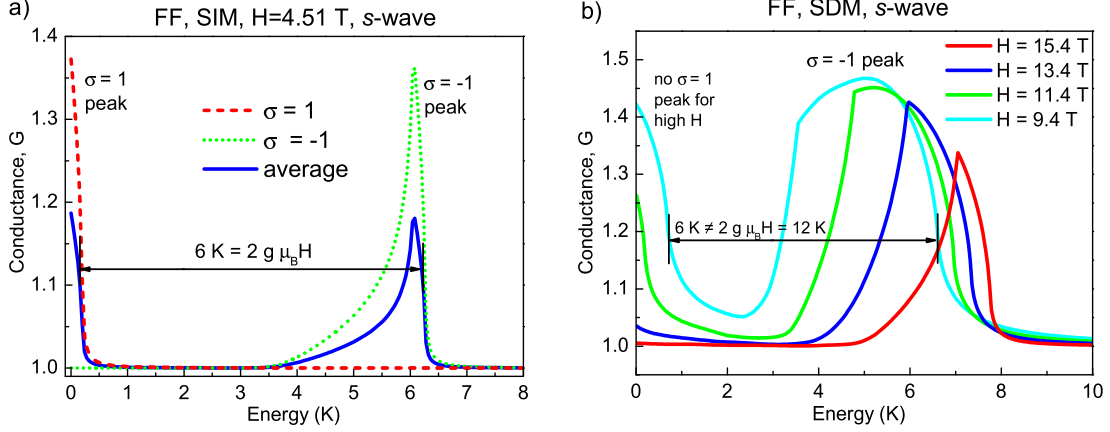 a)
FF, SIM, H=4.51 T, s-wave
1.4
1.3
1.2
1.1
1.0
Conductance, G
σ = 1
peak
σ = -1
peak
σ = 1
σ = -1
average
6 K = 2 g μBH
0 1 2 3 4 5 6 7 8
Energy (K)
b)
FF, SDM, s-wave
1.5
1.4
1.3
1.2
1.1
1.0
Conductance, G
no σ = 1
peak for
high H
σ = -1 peak
H = 15.4 T
H = 13.4 T
H = 11.4 T
H = 9.4 T
6 K ≠ 2 g μBH = 12 K
0 2 4 6 8 10
Energy (K)